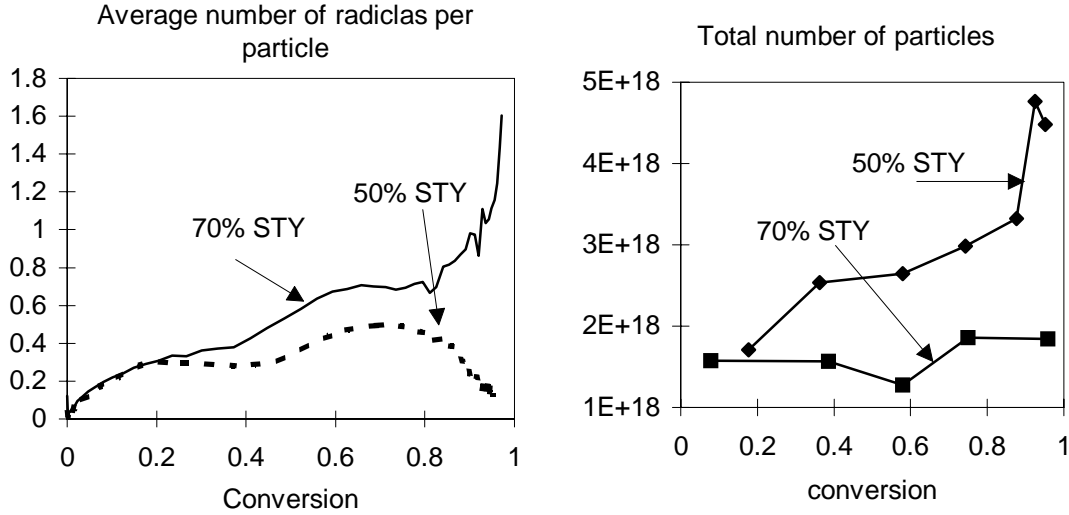 Average number of radiclas per
particle
1.8
1.6
1.4
1.2
1
0.8
0.6
0.4
0.2
0
50% STY
70% STY
0 0.2 0.4 0.6 0.8 1
Conversion
Total number of particles
5E+18
4E+18
3E+18
2E+18
1E+18
50% STY
70% STY
0 0.2 0.4 0.6 0.8 1
conversion